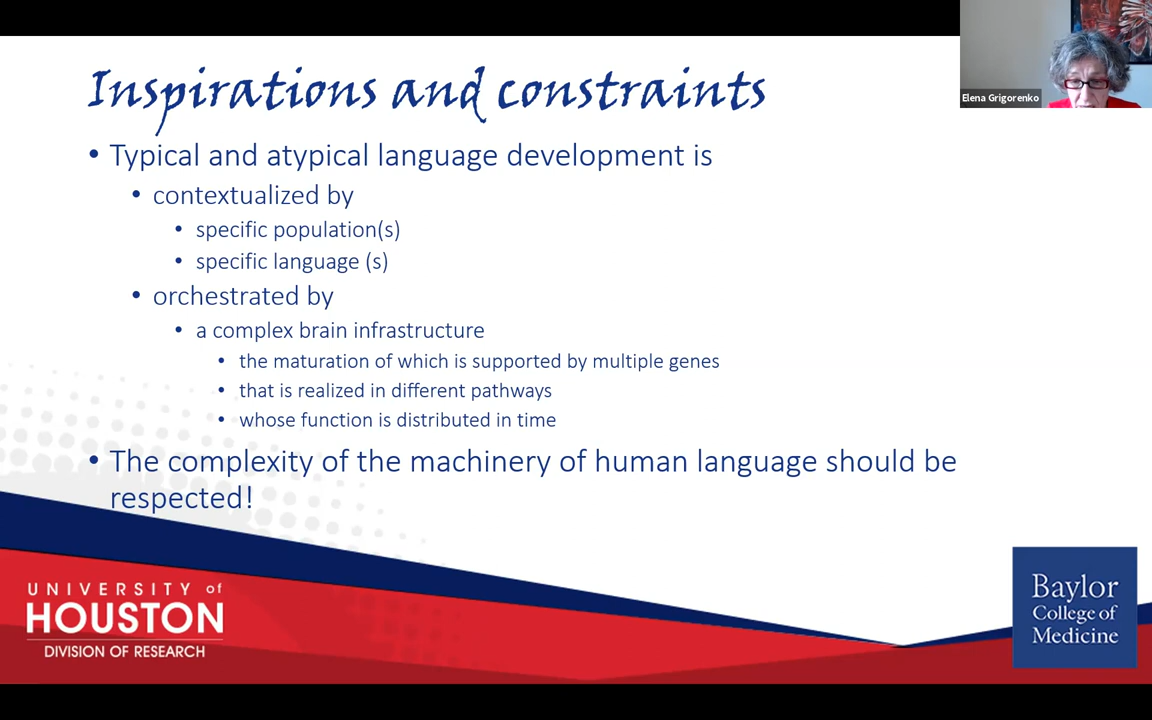 Inspirations and constraints
Elena Grigorenko
• Typical and atypical language development is
• contextualized by
• specific population(s)
• specific language (s)
• orchestrated by
• a complex brain infrastructure
• the maturation of which is supported by multiple genes
• that is realized in different pathways
• whose function is distributed in time
• The complexity of the machinery of human language should be
respected!
UNIVERSITY of
HOUSTON
DIVISION OF RESEARCH
Baylor
College of
Medicine